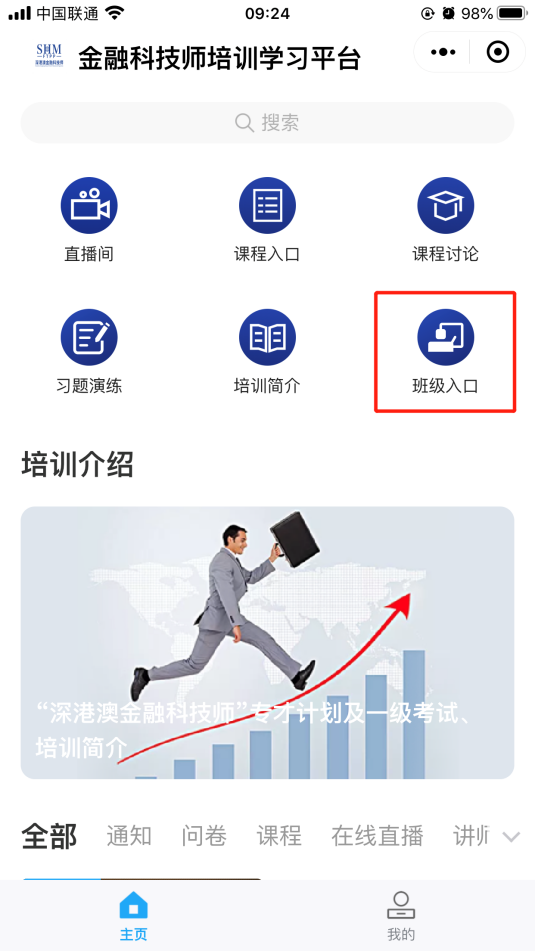 中国联通
09:24
98%
SHM
金融科技师培训学习平台
搜索
直播间
课程入口
课程讨论
习题演练
培训简介
班级入口
培训介绍
“深港澳金融科技师”专才计划及一级考试、
培训简介
全部
通知
问卷
课程
在线直播
讲师
主页
我的